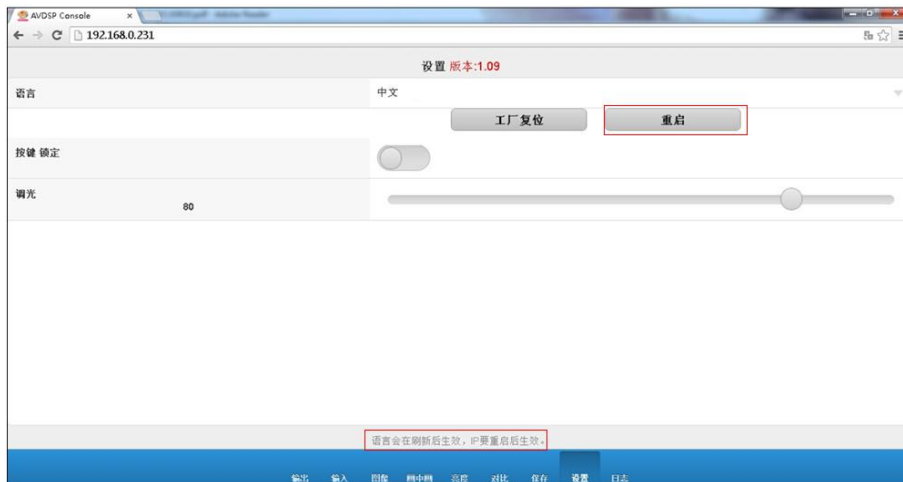 AVDSP Console
192.168.0.231
设置 版本:1.09
语言
中文
工厂复位
重启
按键 锁定
调光
80
语言会在刷新后生效，IP要重启后生效。
输出 输入 图像 画中画 亮度 对比 保存 设置 日志